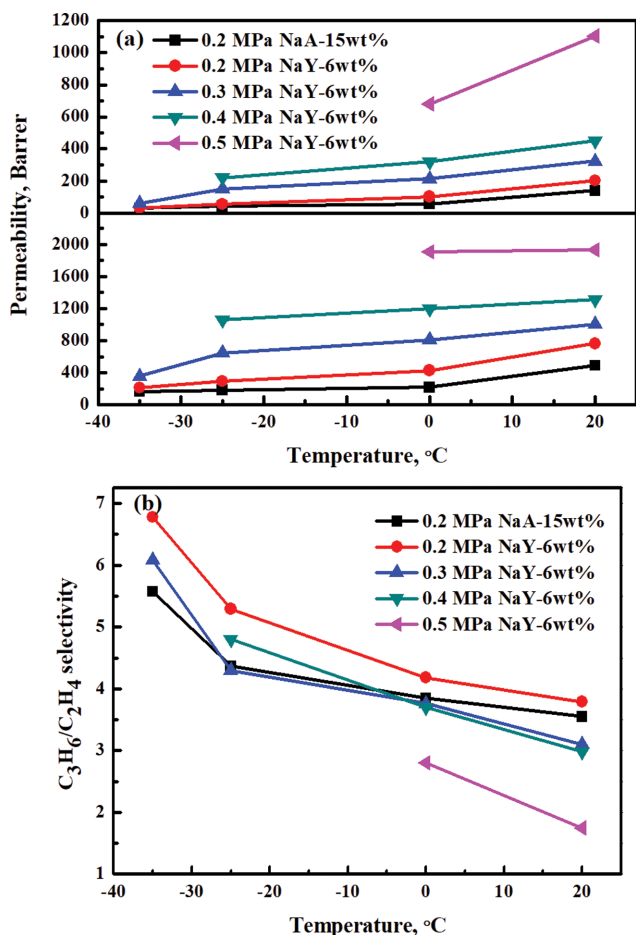 (a)
0.2 MPa NaA-15wt%
0.2 MPa NaY-6wt%
0.3 MPa NaY-6wt%
0.4 MPa NaY-6wt%
0.5 MPa NaY-6wt%
Permeability, Barrer
1200
1000
800
600
400
200
0
2000
1600
1200
800
400
0
-40 -30 -20 -10 0 10 20
Temperature, °C
(b)
0.2 MPa NaA-15wt%
0.2 MPa NaY-6wt%
0.3 MPa NaY-6wt%
0.4 MPa NaY-6wt%
0.5 MPa NaY-6wt%
C₃H₆/C₂H₄ selectivity
7
6
5
4
3
2
1
-40 -30 -20 -10 0 10 20
Temperature, °C